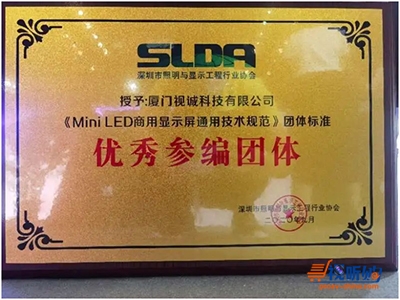 SLDA
深圳市照明与显示工程行业协会
授予:厦门视诚科技有限公司
《Mini LED商用显示屏通用技术规范》团体标准
优秀参编团体
深圳市照明与显示工程行业协会